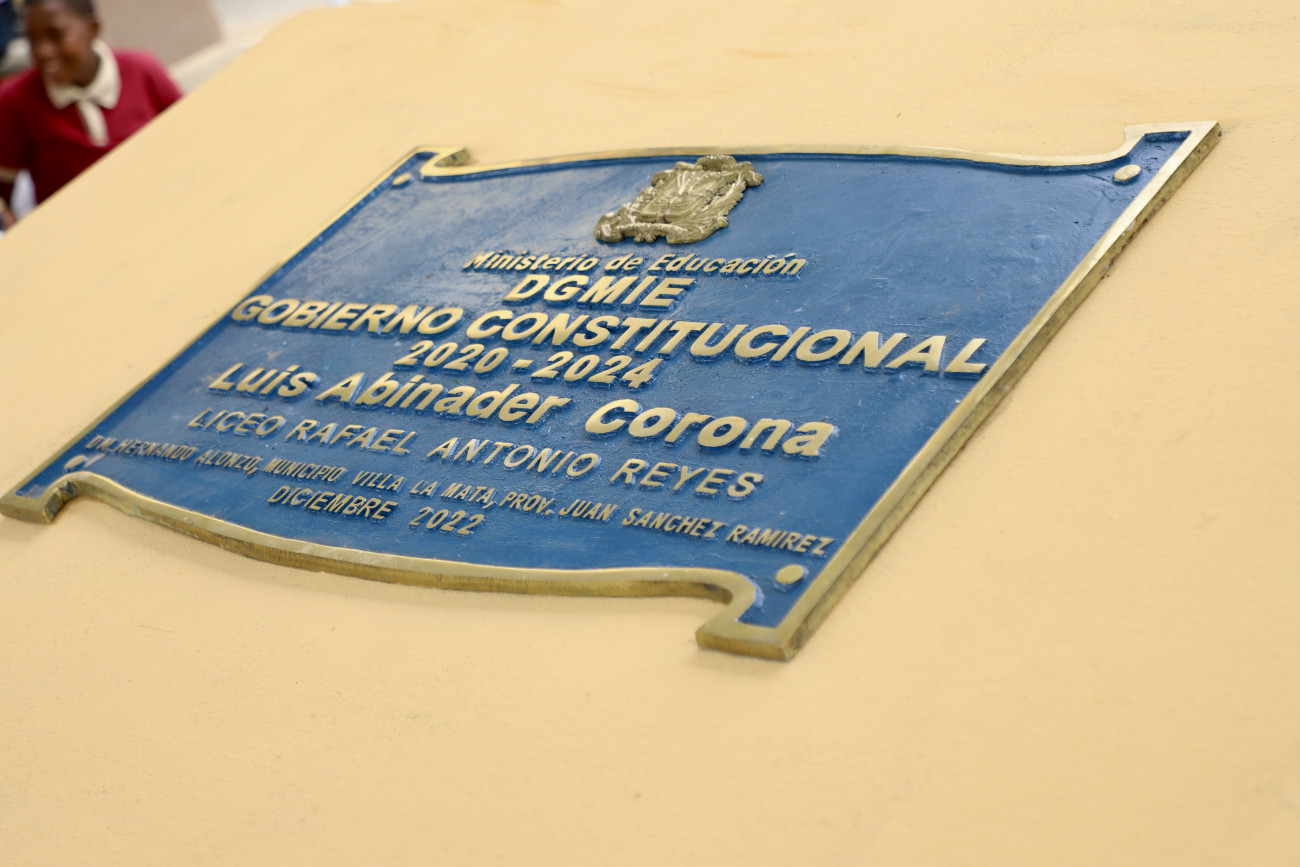 Ministerio de Educación
DGMIE
GOBIERNO CONSTITUCIONAL
2020 - 2024
Luis Abinader Corona
LICEO RAFAEL ANTONIO REYES
DM. HERNANDO ALONZO, MUNICIPIO VILLA LA MATA, PROV. JUAN SANCHEZ RAMIREZ
DICIEMBRE 2022